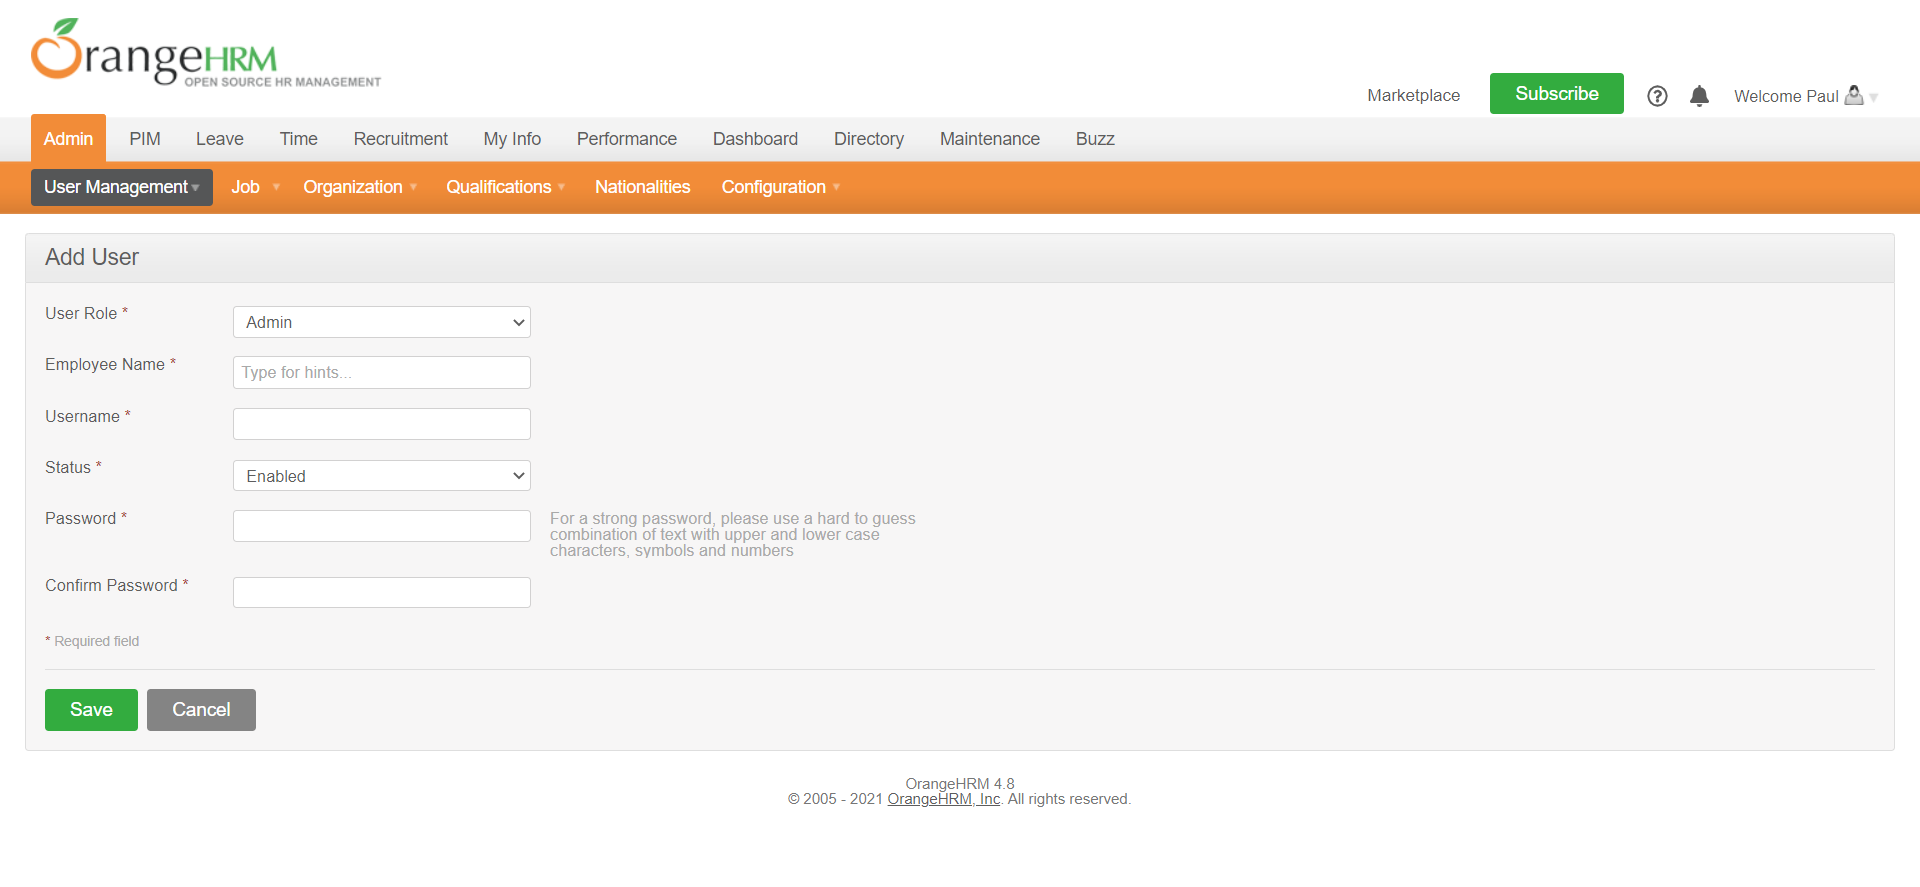 OrangeHRM
OPEN SOURCE HR MANAGEMENT
Marketplace
Subscribe
Welcome Paul
Admin PIM Leave Time Recruitment My Info Performance Dashboard Directory Maintenance Buzz
User Management Job Organization Qualifications Nationalities Configuration
Add User
User Role *
Admin
Employee Name *
Type for hints...
Username *
Status *
Enabled
Password *
For a strong password, please use a hard to guess
combination of text with upper and lower case
characters, symbols and numbers
Confirm Password *
* Required field
Save
Cancel
OrangeHRM 4.8
© 2005 - 2021 OrangeHRM, Inc. All rights reserved.